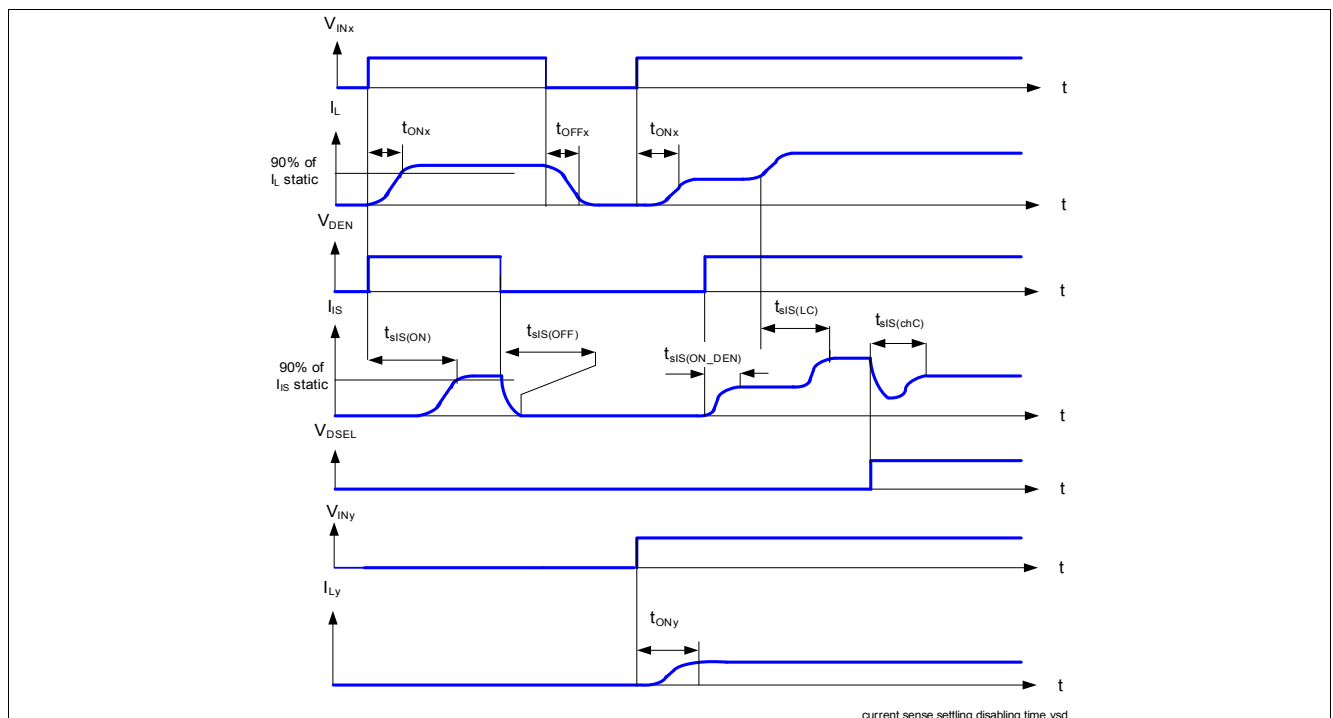 VINx
t
IL
tONx
tOFFx
tONx
90% of
IL static
t
VDEN
t
IIS
tsIS(ON)
tsIS(OFF)
tsIS(LC)
tsIS(chC)
tsIS(ON_DEN)
90% of
IIS static
t
VDSEL
t
VINy
t
ILy
tONy
t
current sense settling disabling time.vsd